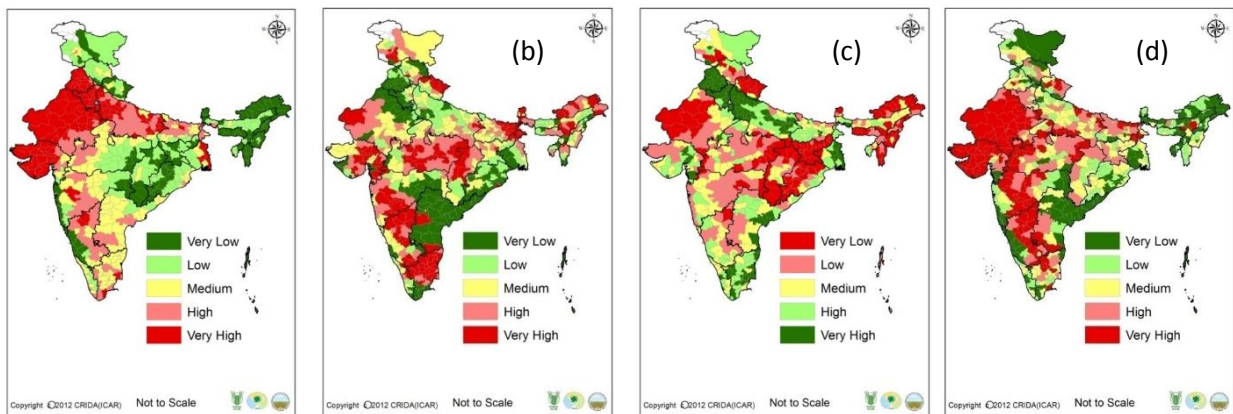 (b)
(c)
(d)
Very Low
Low
Medium
High
Very High
Very Low
Low
Medium
High
Very High
Very Low
Low
Medium
High
Very High
Very Low
Low
Medium
High
Very High
Copyright ©2012 CRIDA(ICAR) Not to Scale
Copyright ©2012 CRIDA(ICAR) Not to Scale
Copyright ©2012 CRIDA(ICAR) Not to Scale
Copyright ©2012 CRIDA(ICAR) Not to Scale